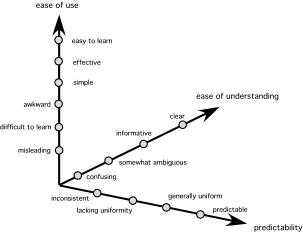 ease of use
easy to learn
effective
simple
awkward
difficult to learn
misleading
ease of understanding
clear
informative
somewhat ambiguous
confusing
inconsistent
lacking uniformity
generally uniform
predictable
predictability